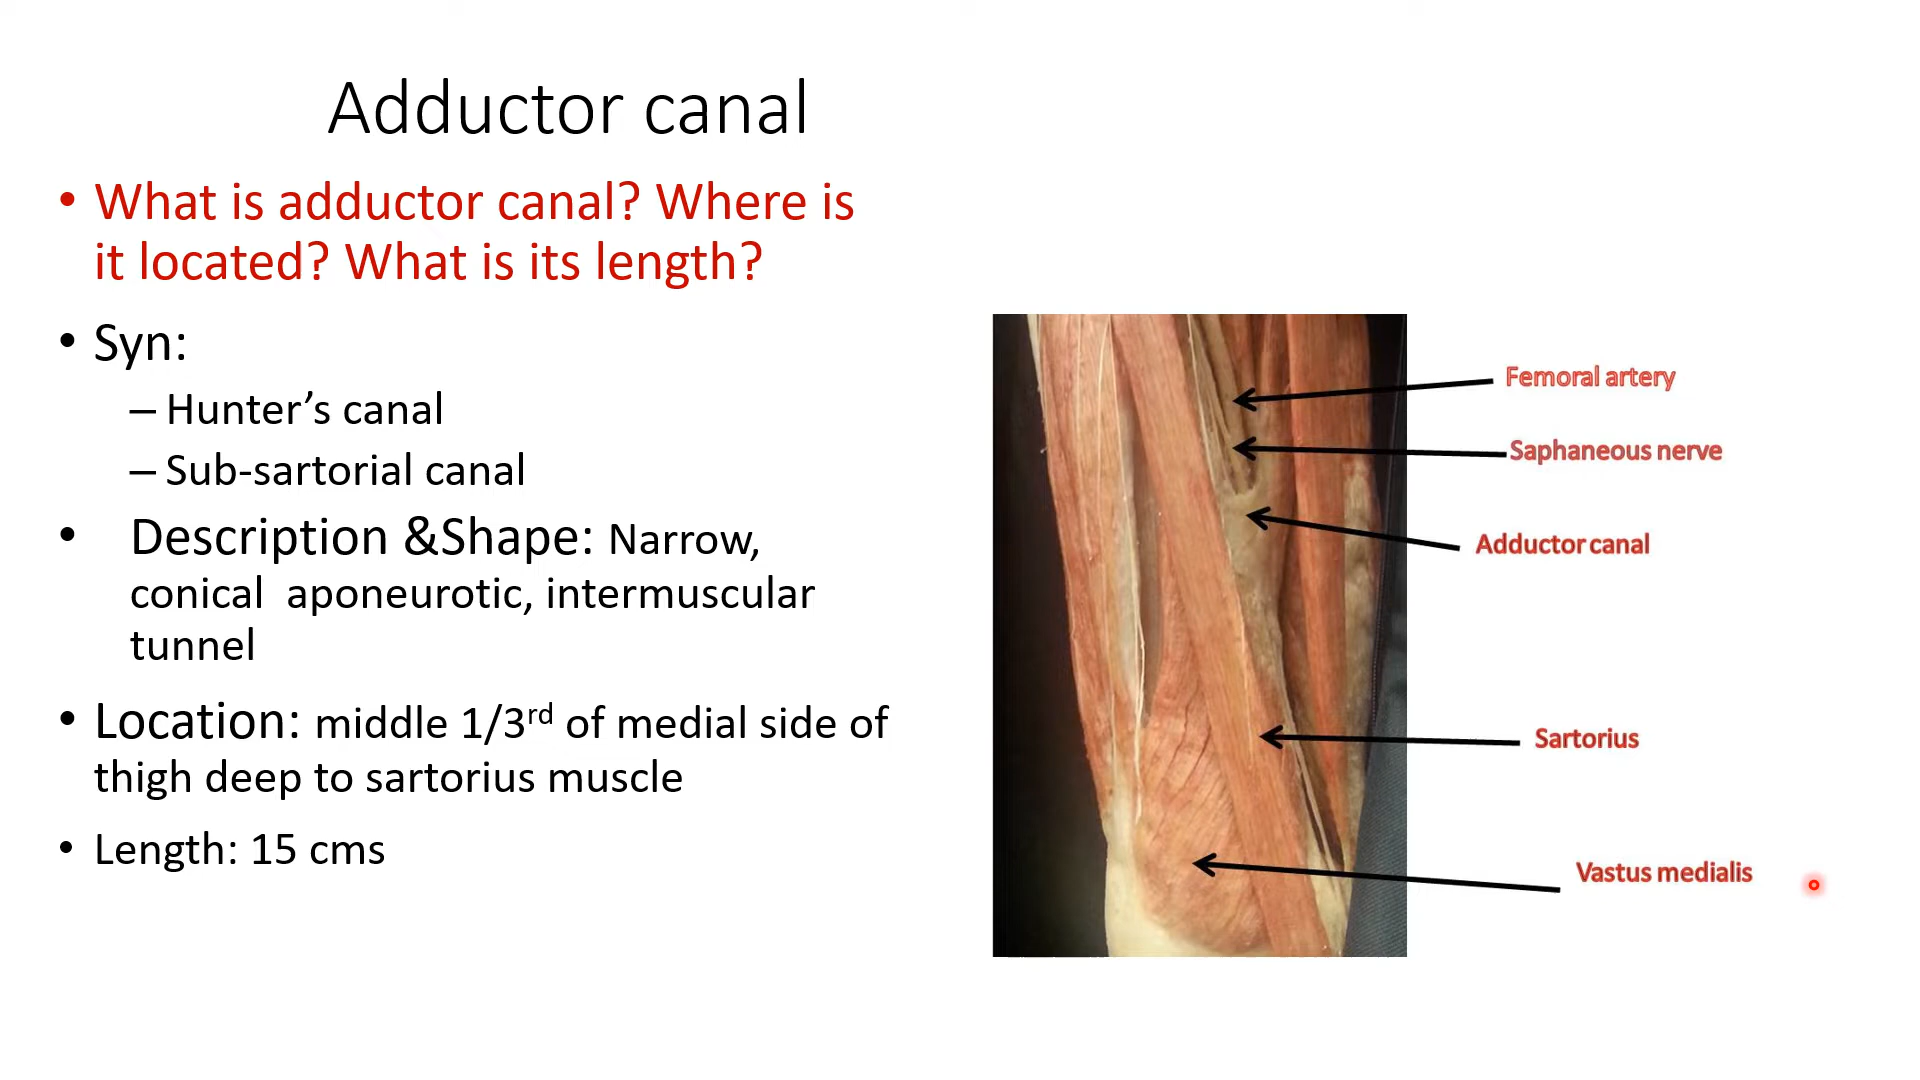 Adductor canal
• What is adductor canal? Where is
it located? What is its length?
• Syn:
– Hunter’s canal
– Sub-sartorial canal
• Description &Shape: Narrow,
conical aponeurotic, intermuscular
tunnel
• Location: middle 1/3rd of medial side of
thigh deep to sartorius muscle
• Length: 15 cms
Femoral artery
Saphaneous nerve
Adductor canal
Sartorius
Vastus medialis